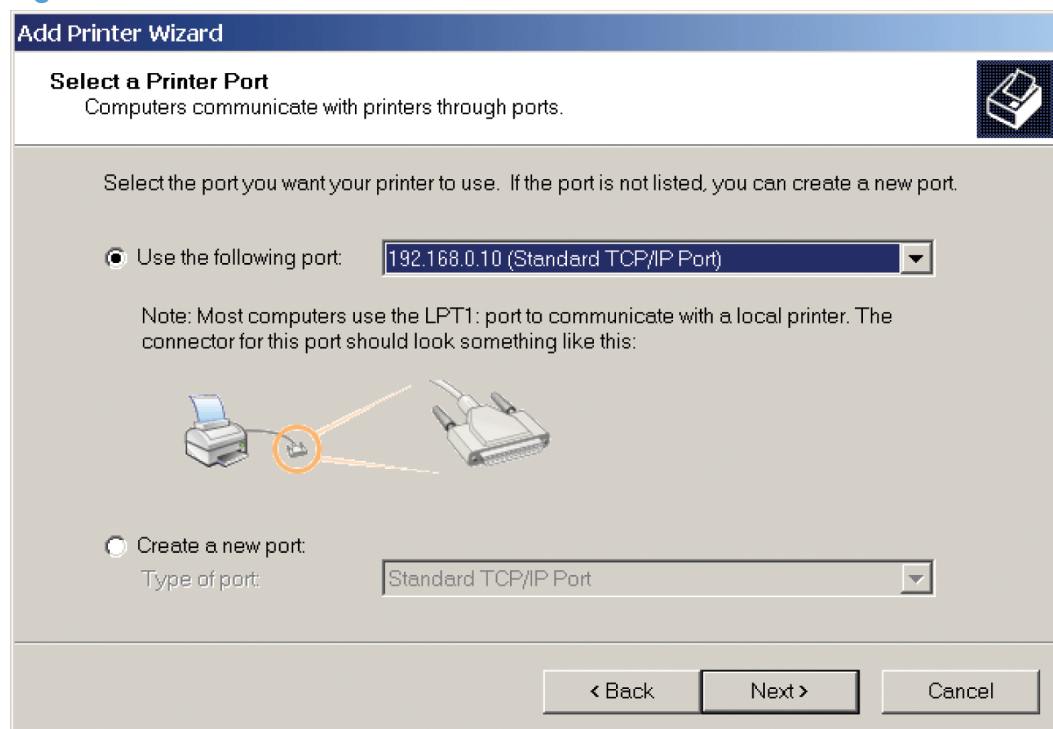 Add Printer Wizard
Select a Printer Port
Computers communicate with printers through ports.
Select the port you want your printer to use. If the port is not listed, you can create a new port.
Use the following port:
192.168.0.10 (Standard TCP/IP Port)
Note: Most computers use the LPT1: port to communicate with a local printer. The
connector for this port should look something like this:
Create a new port:
Type of port:
Standard TCP/IP Port
< Back
Next >
Cancel